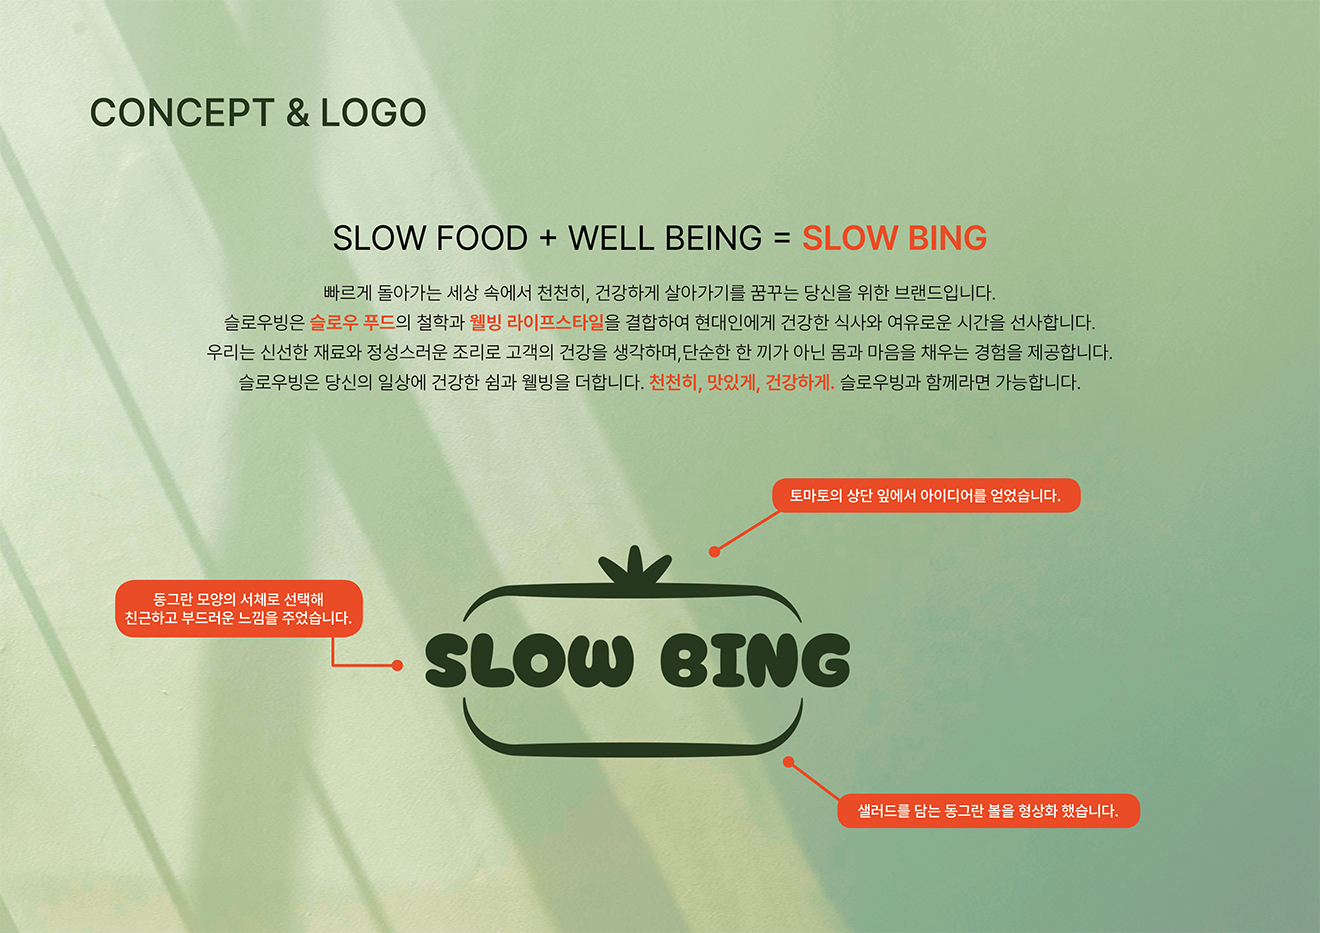 CONCEPT & LOGO
SLOW FOOD + WELL BEING = SLOW BING
빠르게 돌아가는 세상 속에서 천천히, 건강하게 살아가기를 꿈꾸는 당신을 위한 브랜드입니다.
슬로우빙은 슬로우 푸드의 철학과 웰빙 라이프스타일을 결합하여 현대인에게 건강한 식사와 여유로운 시간을 선사합니다.
우리는 신선한 재료와 정성스러운 조리로 고객의 건강을 생각하며,단순한 한 끼가 아닌 몸과 마음을 채우는 경험을 제공합니다.
슬로우빙은 당신의 일상에 건강한 쉼과 웰빙을 더합니다. 천천히, 맛있게, 건강하게. 슬로우빙과 함께라면 가능합니다.
토마토의 상단 잎에서 아이디어를 얻었습니다.
동그란 모양의 서체로 선택해
친근하고 부드러운 느낌을 주었습니다.
SLOW BING
샐러드를 담는 동그란 볼을 형상화 했습니다.